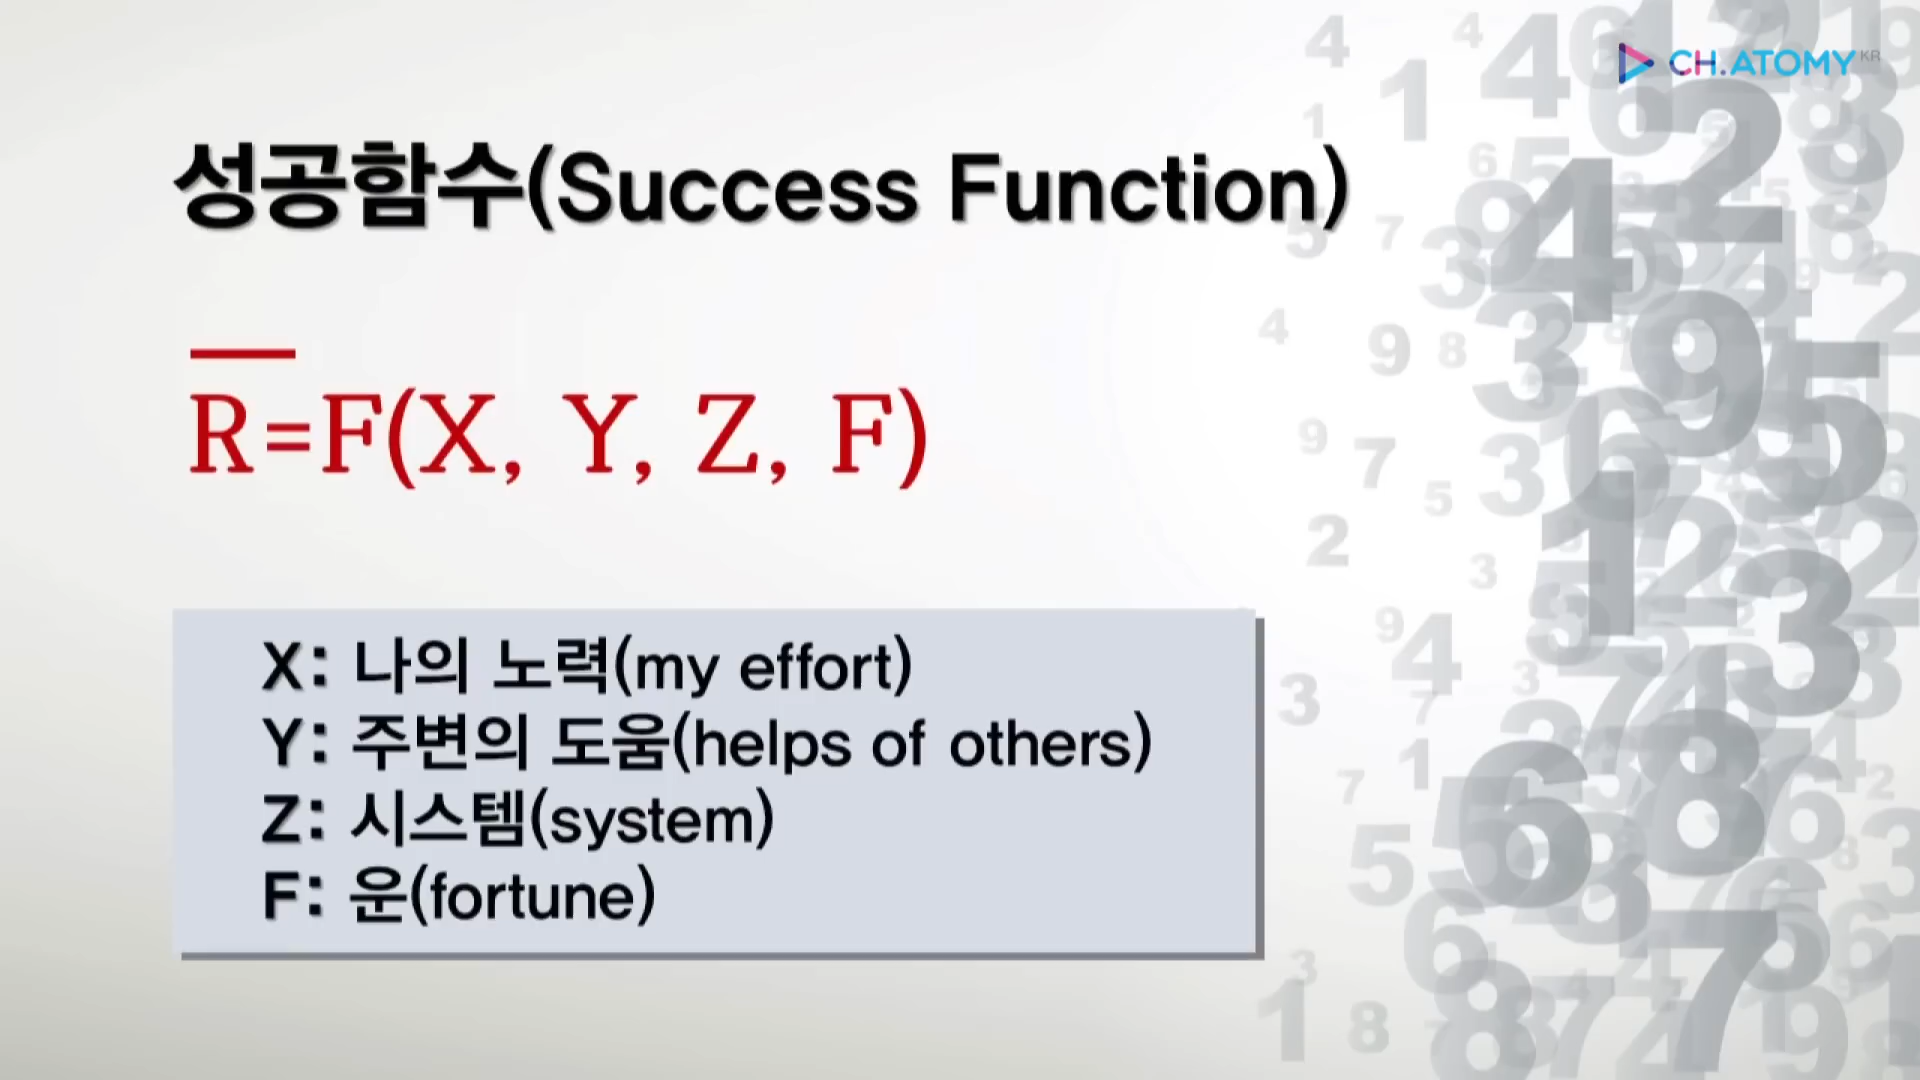 CH.ATOMY KR
성공함수(Success Function)
R=F(X, Y, Z, F)
X: 나의 노력(my effort)
Y: 주변의 도움(helps of others)
Z: 시스템(system)
F: 운(fortune)